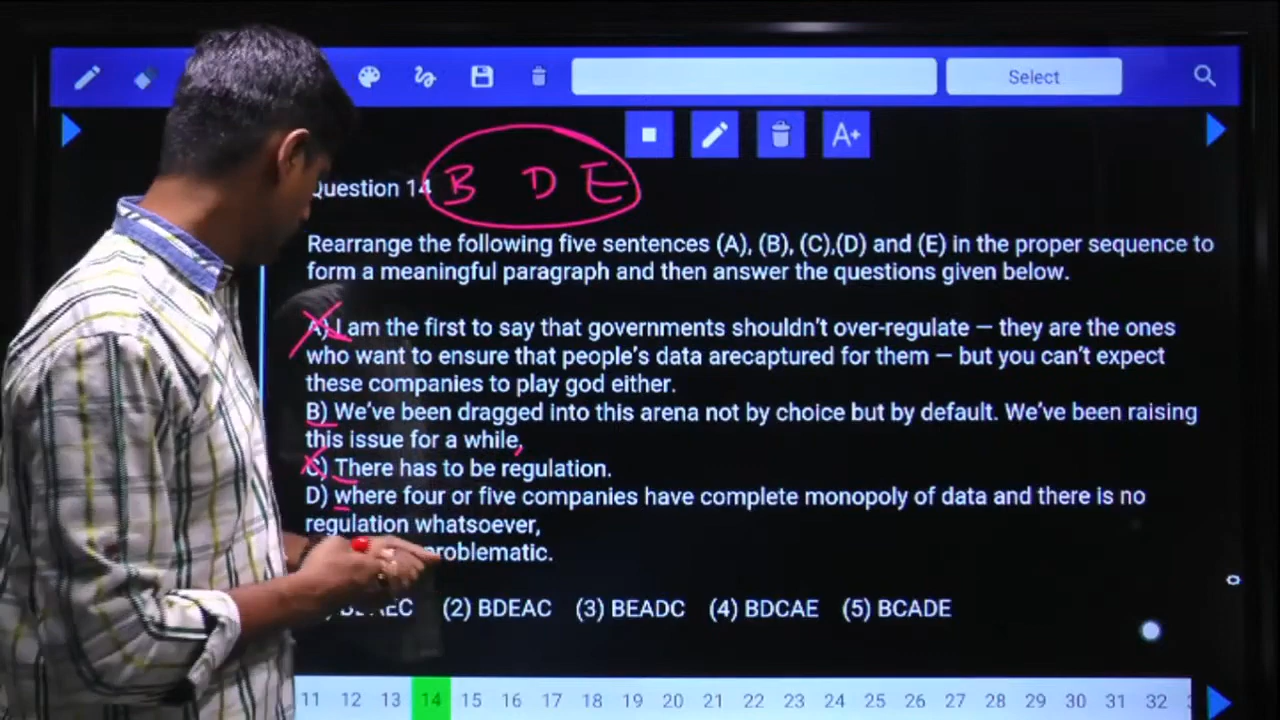 Select
A+
B D E
Question 14
Rearrange the following five sentences (A), (B), (C),(D) and (E) in the proper sequence to
form a meaningful paragraph and then answer the questions given below.
A) I am the first to say that governments shouldn't over-regulate — they are the ones
who want to ensure that people's data arecaptured for them — but you can't expect
these companies to play god either.
B) We've been dragged into this arena not by choice but by default. We've been raising
this issue for a while,
C) There has to be regulation.
D) where four or five companies have complete monopoly of data and there is no
regulation whatsoever,
problematic.
(2) BDEAC (3) BEADC (4) BDCAE (5) BCADE
11 12 13 14 15 16 17 18 19 20 21 22 23 24 25 26 27 28 29 30 31 32